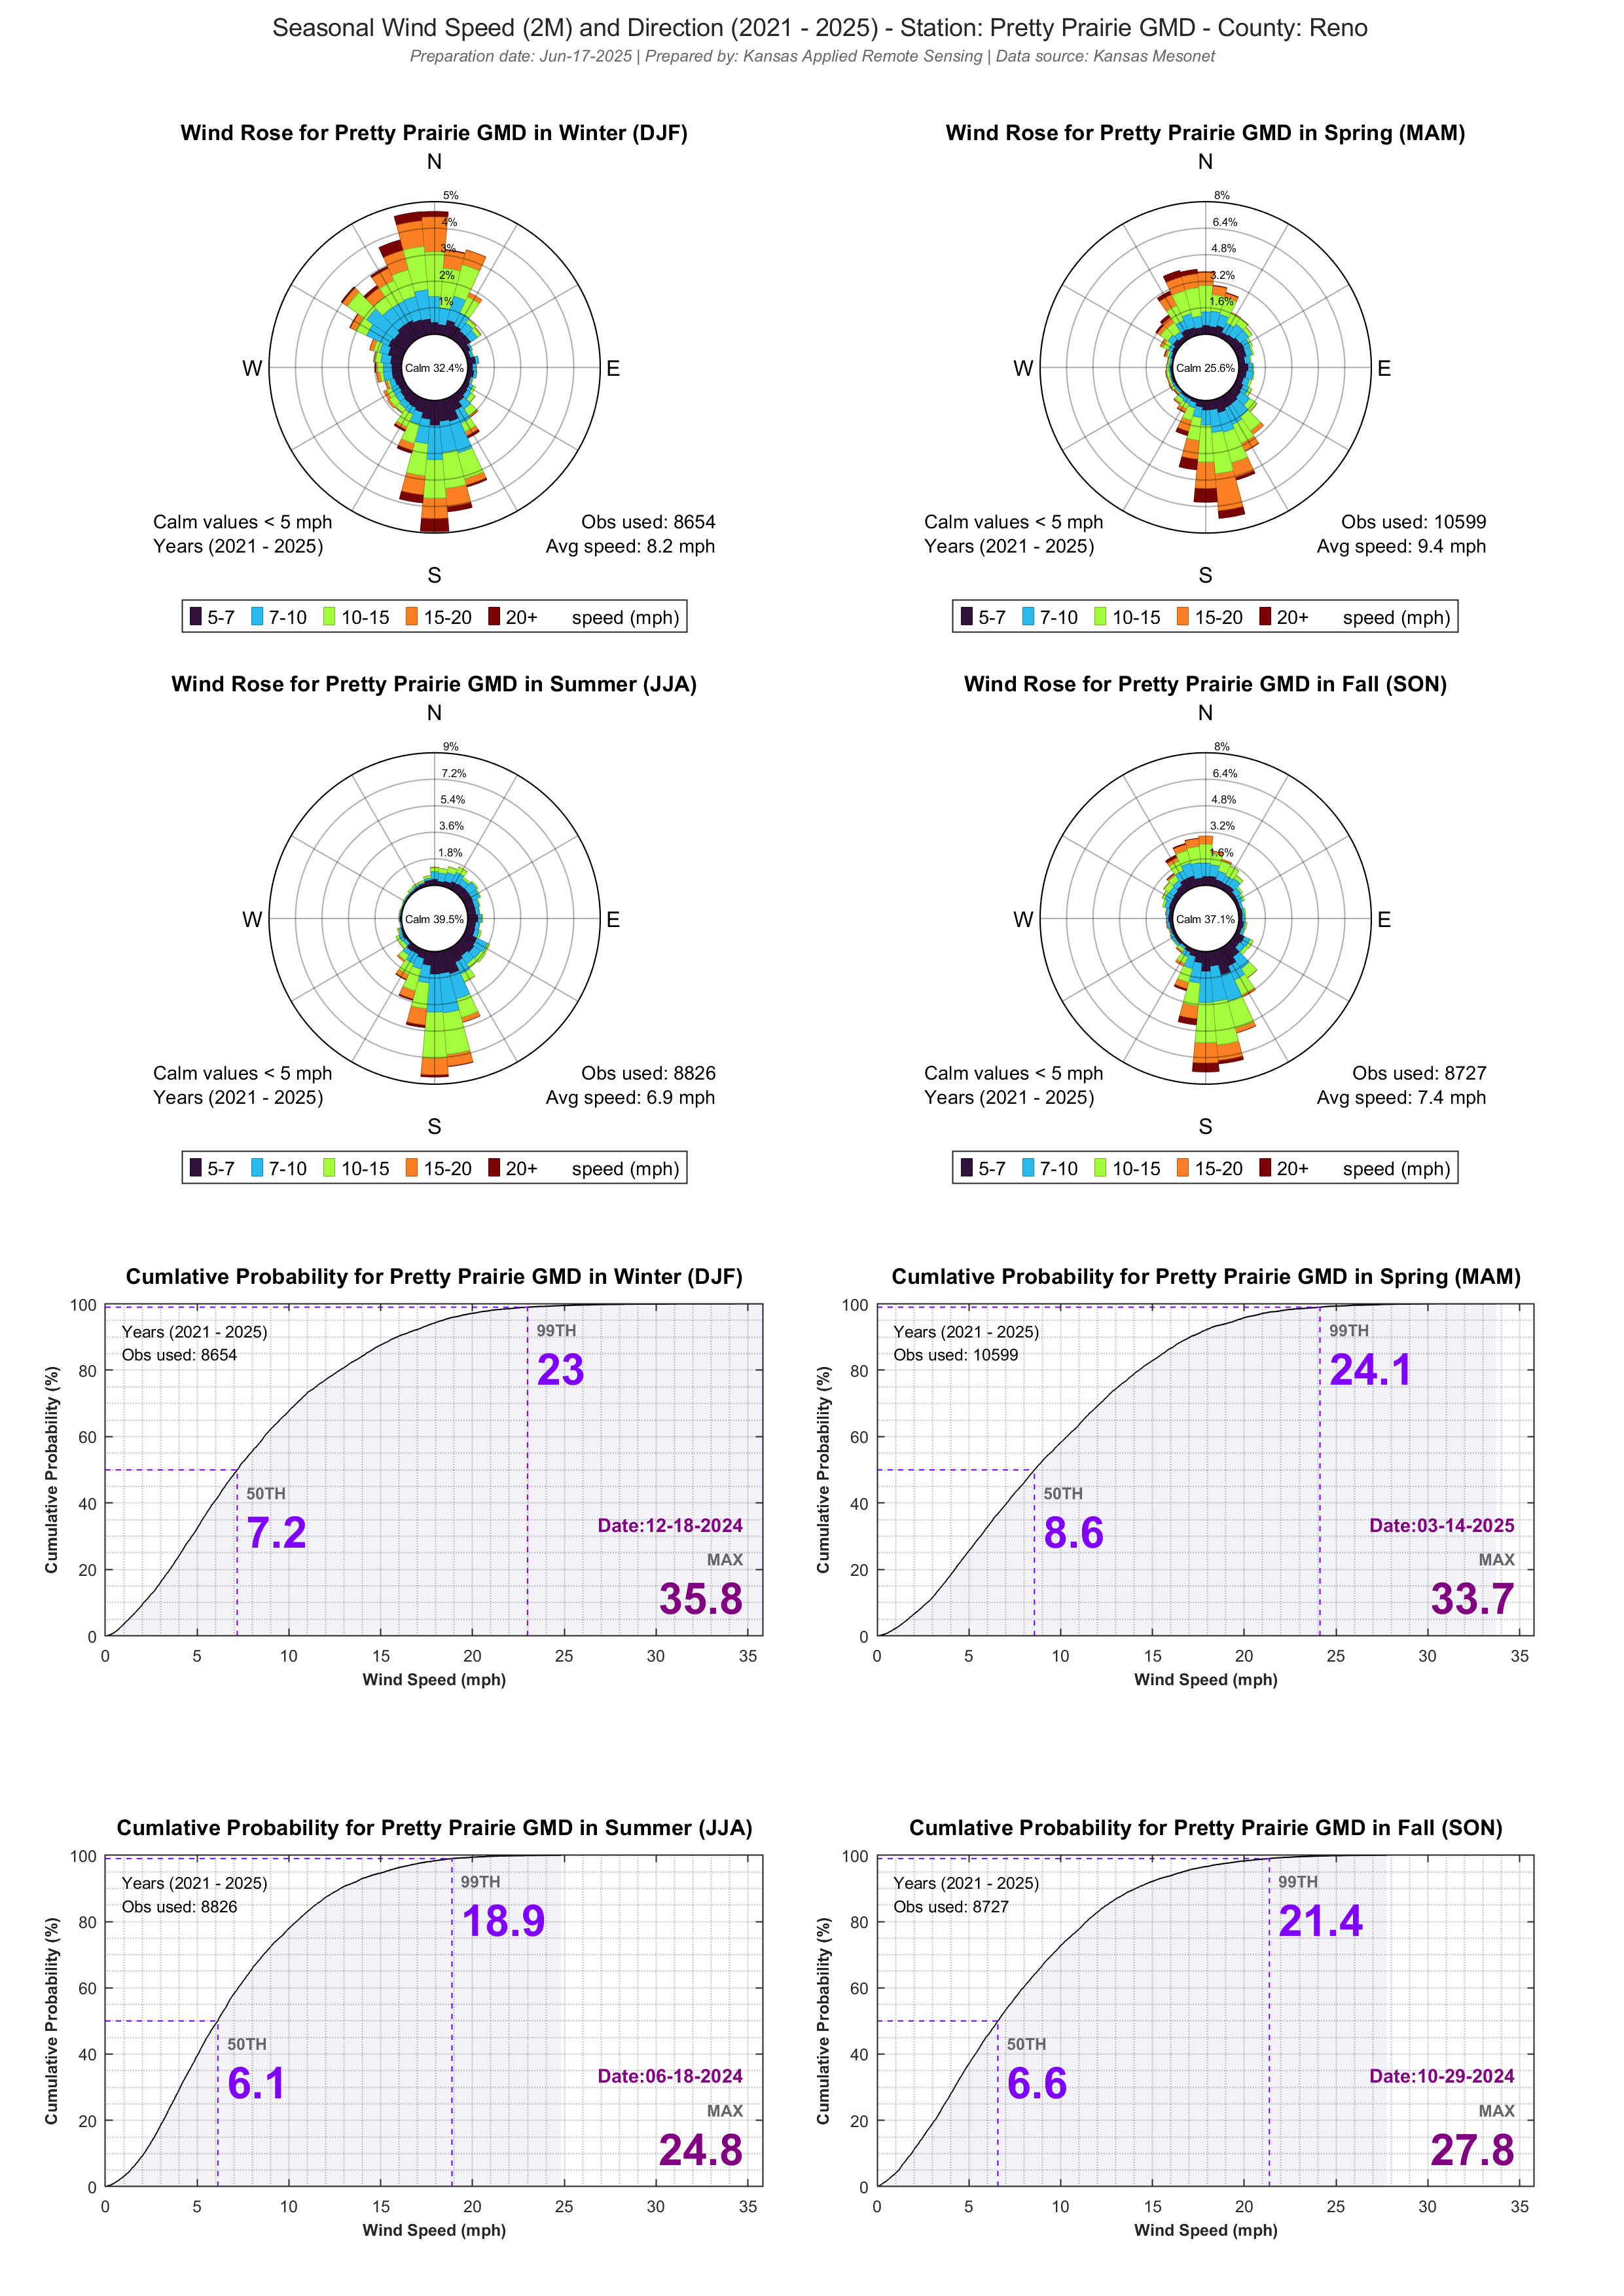 Seasonal Wind Speed (2M) and Direction (2021 - 2025) - Station: Pretty Prairie GMD - County: Reno
Preparation date: Jun-17-2025 | Prepared by: Kansas Applied Remote Sensing | Data source: Kansas Mesonet
Wind Rose for Pretty Prairie GMD in Winter (DJF)
N
5%
4%
3%
2%
1%
W
Calm 32.4%
E
Calm values < 5 mph
Years (2021 - 2025)
Obs used: 8654
Avg speed: 8.2 mph
S
5-7 7-10 10-15 15-20 20+ speed (mph)
Wind Rose for Pretty Prairie GMD in Spring (MAM)
N
8%
6.4%
4.8%
3.2%
1.6%
W
Calm 25.6%
E
Calm values < 5 mph
Years (2021 - 2025)
Obs used: 10599
Avg speed: 9.4 mph
S
5-7 7-10 10-15 15-20 20+ speed (mph)
Wind Rose for Pretty Prairie GMD in Summer (JJA)
N
9%
7.2%
5.4%
3.6%
1.8%
W
Calm 39.5%
E
Calm values < 5 mph
Years (2021 - 2025)
Obs used: 8826
Avg speed: 6.9 mph
S
5-7 7-10 10-15 15-20 20+ speed (mph)
Wind Rose for Pretty Prairie GMD in Fall (SON)
N
8%
6.4%
4.8%
3.2%
1.6%
W
Calm 37.1%
E
Calm values < 5 mph
Years (2021 - 2025)
Obs used: 8727
Avg speed: 7.4 mph
S
5-7 7-10 10-15 15-20 20+ speed (mph)
Cumlative Probability for Pretty Prairie GMD in Winter (DJF)
Cumulative Probability (%)
100
80
60
40
20
0
Years (2021 - 2025)
Obs used: 8654
99TH
23
50TH
7.2
Date:12-18-2024
MAX
35.8
0 5 10 15 20 25 30 35
Wind Speed (mph)
Cumlative Probability for Pretty Prairie GMD in Spring (MAM)
Cumulative Probability (%)
100
80
60
40
20
0
Years (2021 - 2025)
Obs used: 10599
99TH
24.1
50TH
8.6
Date:03-14-2025
MAX
33.7
0 5 10 15 20 25 30 35
Wind Speed (mph)
Cumlative Probability for Pretty Prairie GMD in Summer (JJA)
Cumulative Probability (%)
100
80
60
40
20
0
Years (2021 - 2025)
Obs used: 8826
99TH
18.9
50TH
6.1
Date:06-18-2024
MAX
24.8
0 5 10 15 20 25 30 35
Wind Speed (mph)
Cumlative Probability for Pretty Prairie GMD in Fall (SON)
Cumulative Probability (%)
100
80
60
40
20
0
Years (2021 - 2025)
Obs used: 8727
99TH
21.4
50TH
6.6
Date:10-29-2024
MAX
27.8
0 5 10 15 20 25 30 35
Wind Speed (mph)